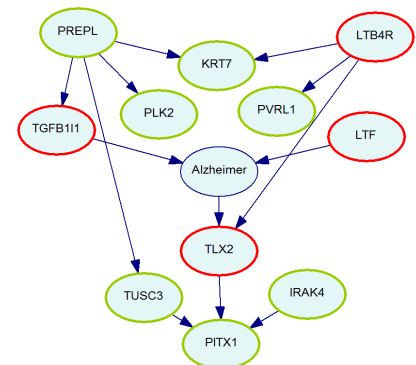 PREPL
LTB4R
KRT7
PLK2
PVRL1
TGFB1I1
LTF
Alzheimer
TLX2
TUSC3
IRAK4
PITX1